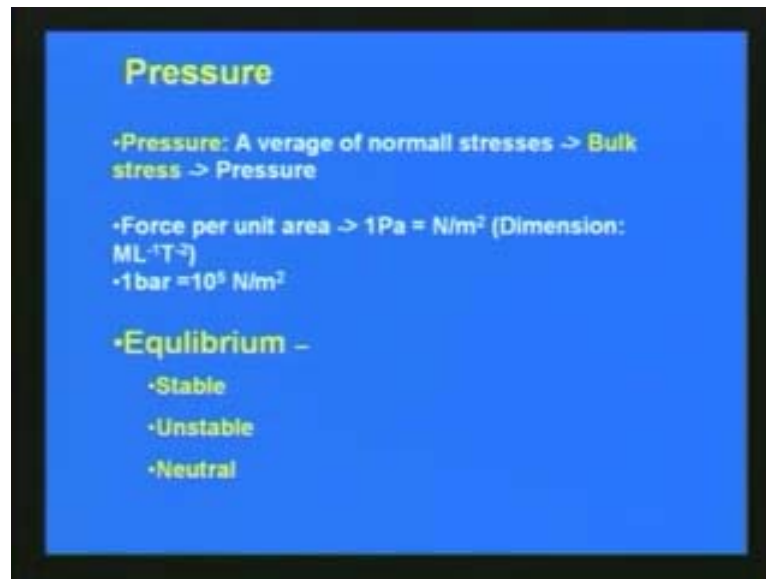 Pressure
•Pressure: A verage of normall stresses -> Bulk
stress -> Pressure
•Force per unit area -> 1Pa = N/m² (Dimension:
ML⁻¹T⁻²)
•1bar =10⁵ N/m²
•Equlibrium –
•Stable
•Unstable
•Neutral